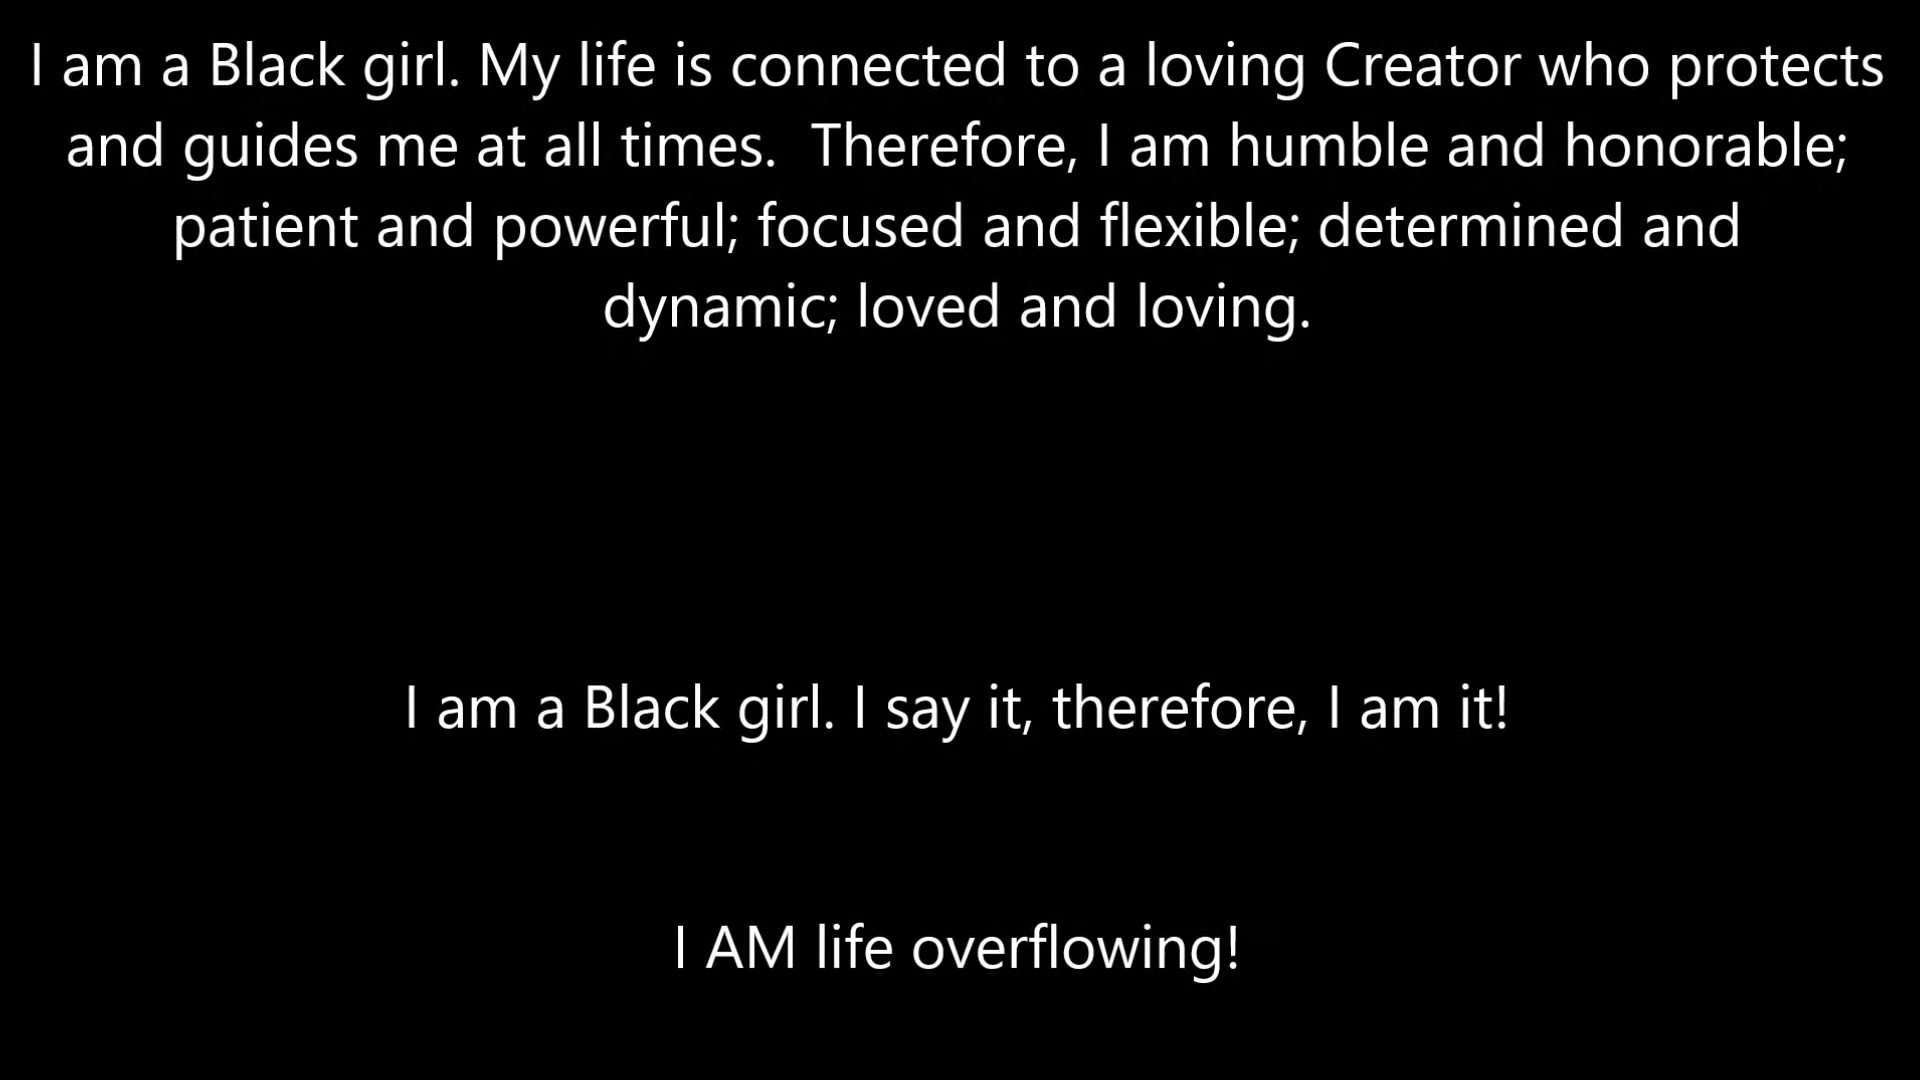 I am a Black girl. My life is connected to a loving Creator who protects
and guides me at all times.  Therefore, I am humble and honorable;
patient and powerful; focused and flexible; determined and
dynamic; loved and loving.
I am a Black girl. I say it, therefore, I am it!
I AM life overflowing!